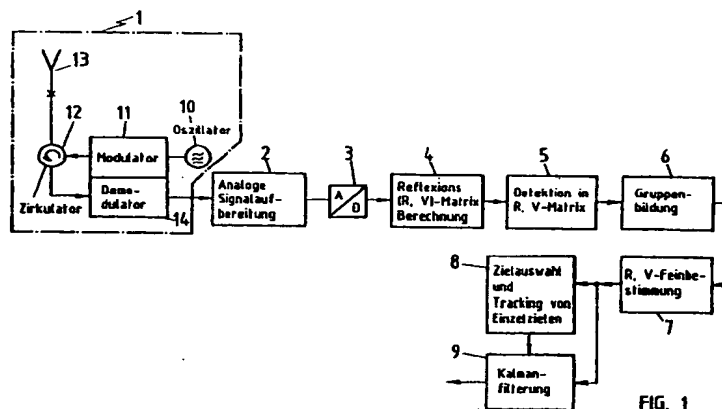 1
13
12
11
10
Oszillator
Modulator
Demo-
dulator
14
Zirkulator
2
Analoge
Signalauf-
bereitung
3
A
D
4
Reflexions
(R, V)-Matrix
Berechnung
5
Detektion in
R, V-Matrix
6
Gruppen-
bildung
8
Zielauswahl
und
Tracking von
Einzelzielen
R, V-Feinbe-
stimmung
7
9
Kalman-
filterung
FIG. 1